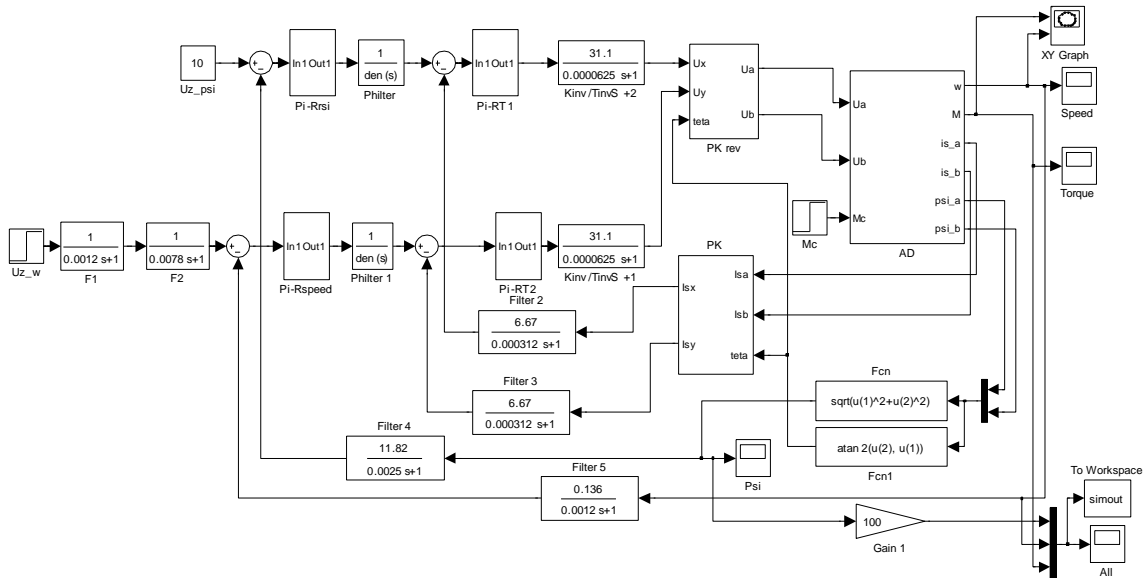 10
Uz_psi
+
−
In1 Out1
Pi-Rrsi
1
den (s)
Philter
+
−
In1 Out1
Pi-RT 1
31.1
0.0000625 s+1
Kinv /TinvS +2
Ux
Uy
teta
Ua
Ub
PK rev
Ua
Ub
Mc
w
M
is_a
is_b
psi_a
psi_b
AD
XY Graph
Speed
Torque
Mc
Uz_w
1
0.0012 s+1
F1
1
0.0078 s+1
F2
+
−
In1 Out1
Pi-Rspeed
1
den (s)
Philter 1
+
−
In1 Out1
Pi-RT2
31.1
0.0000625 s+1
Kinv /TinvS +1
PK
Isx
Isy
Isa
Isb
teta
Filter 2
6.67
0.000312 s+1
Filter 3
6.67
0.000312 s+1
Filter 4
11.82
0.0025 s+1
Filter 5
0.136
0.0012 s+1
Fcn
sqrt(u(1)^2+u(2)^2)
atan 2(u(2), u(1))
Fcn1
Psi
100
Gain 1
To Workspace
simout
All